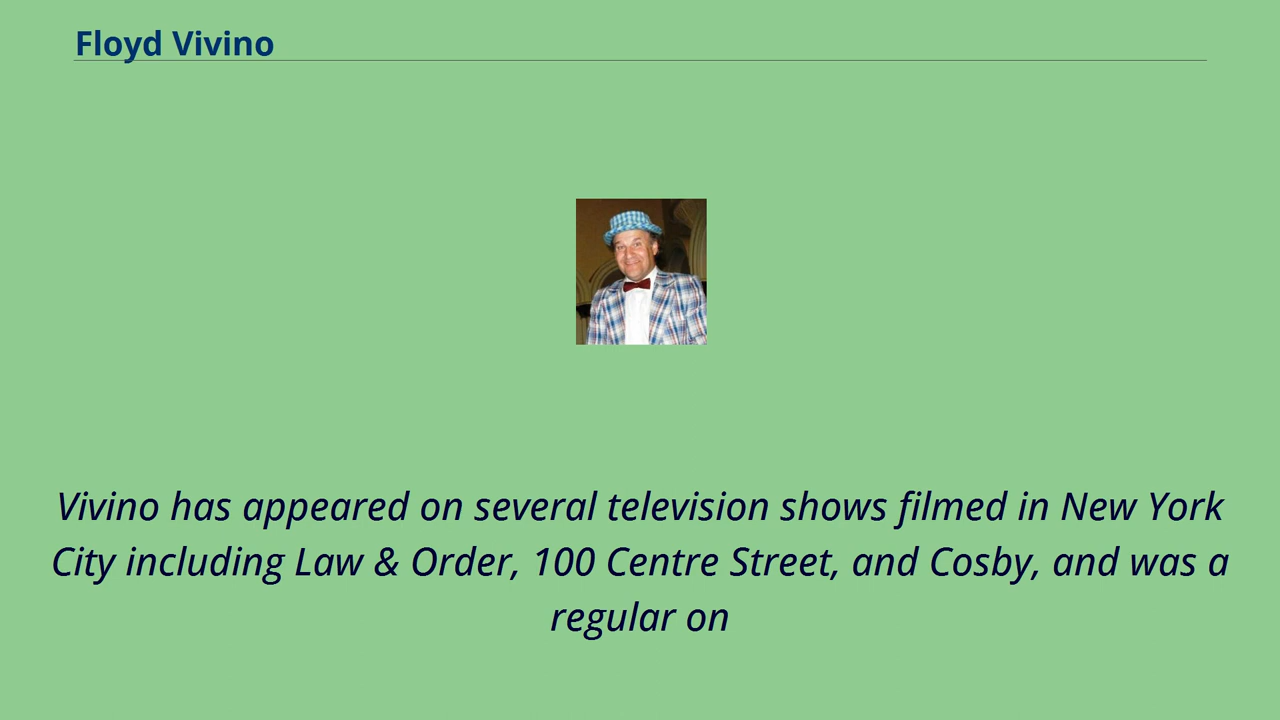 Floyd Vivino
Vivino has appeared on several television shows filmed in New York
City including Law & Order, 100 Centre Street, and Cosby, and was a
regular on